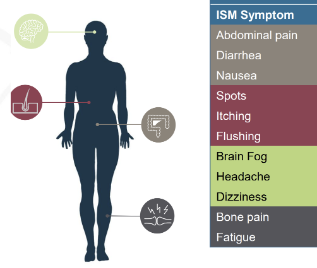 ISM Symptom
Abdominal pain
Diarrhea
Nausea
Spots
Itching
Flushing
Brain Fog
Headache
Dizziness
Bone pain
Fatigue